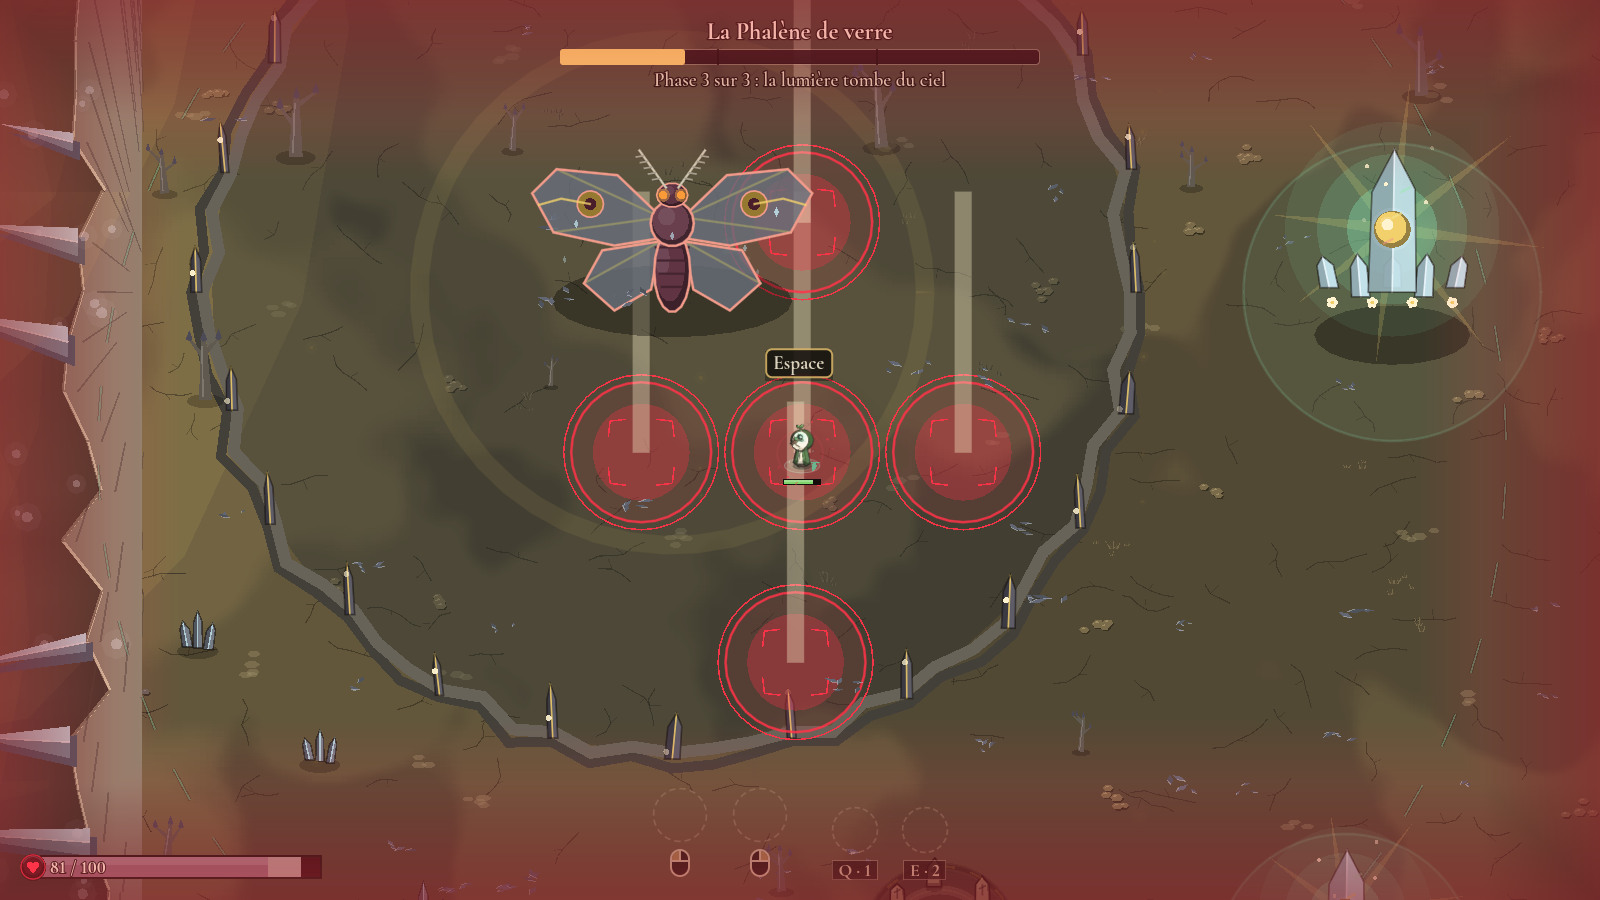 La Phalène de verre
Phase 3 sur 3 : la lumière tombe du ciel
Espace
81 / 100
Q · 1
E · 2